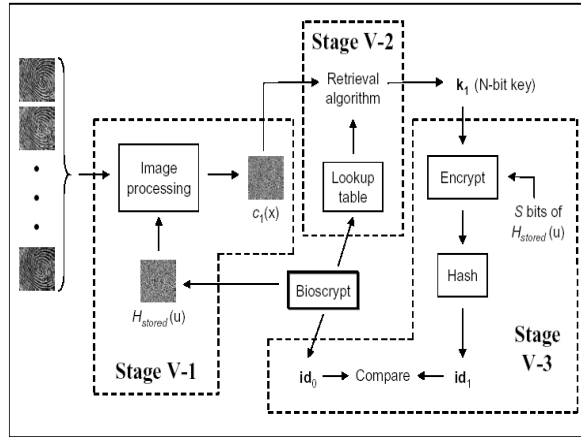 Stage V-2
Retrieval
algorithm
k₁ (N-bit key)
Image
processing
c₁(x)
Lookup
table
Encrypt
S bits of
Hstored(u)
Hash
Bioscrypt
Hstored(u)
Stage V-1
Stage
V-3
id₀
Compare
id₁